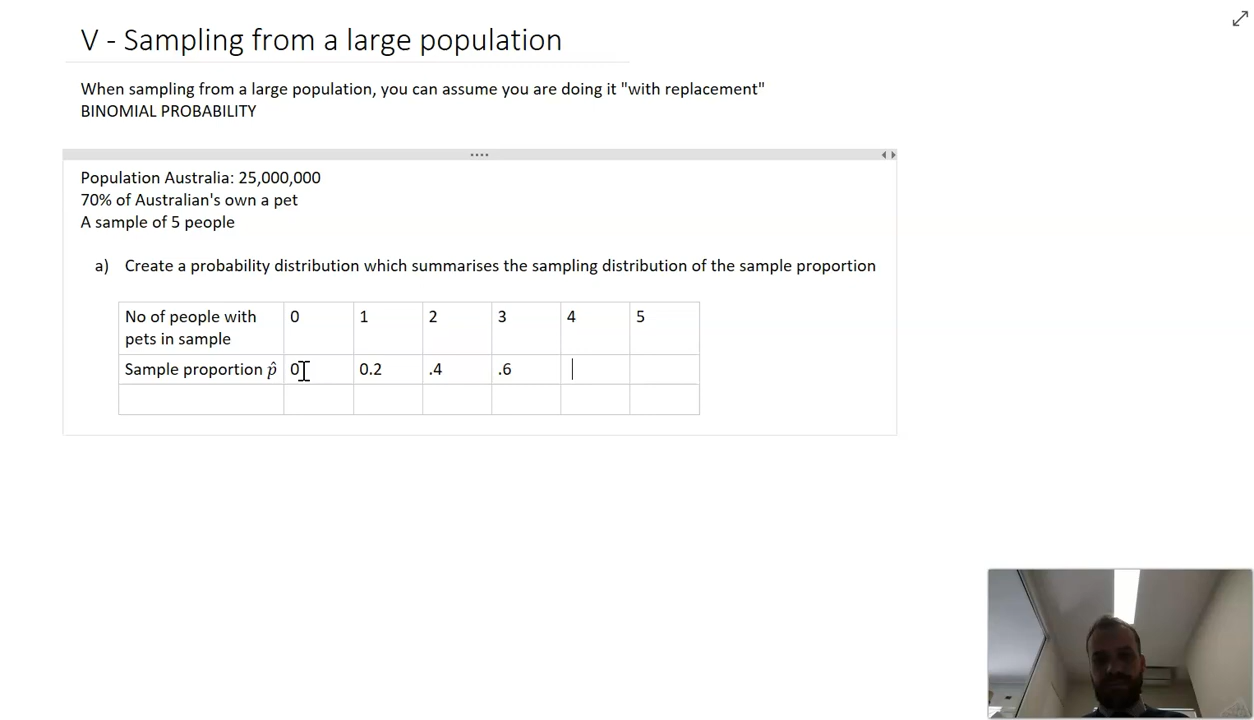 V - Sampling from a large population
When sampling from a large population, you can assume you are doing it "with replacement"
BINOMIAL PROBABILITY
Population Australia: 25,000,000
70% of Australian's own a pet
A sample of 5 people
a) Create a probability distribution which summarises the sampling distribution of the sample proportion
No of people with pets in sample 0 1 2 3 4 5
Sample proportion p̂ 0 0.2 .4 .6